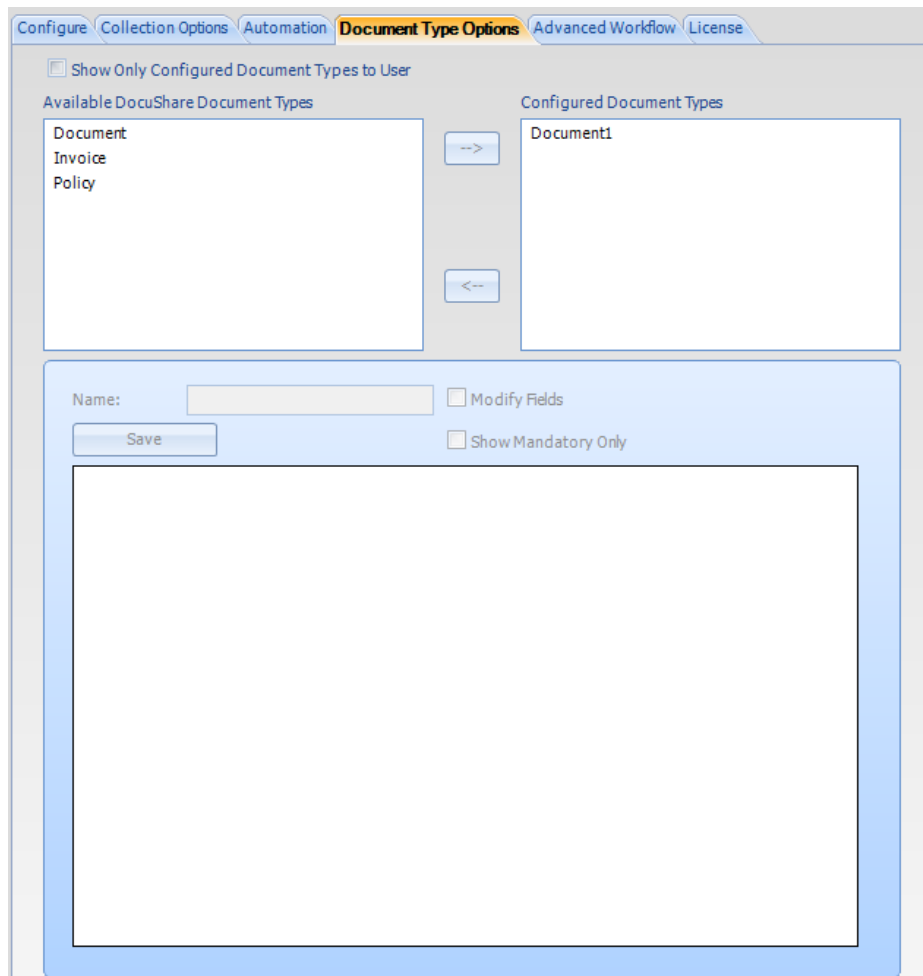 Configure Collection Options Automation Document Type Options Advanced Workflow License
Show Only Configured Document Types to User
Available DocuShare Document Types
Configured Document Types
Document
Invoice
Policy
-->
<--
Document1
Name:
Modify Fields
Save
Show Mandatory Only